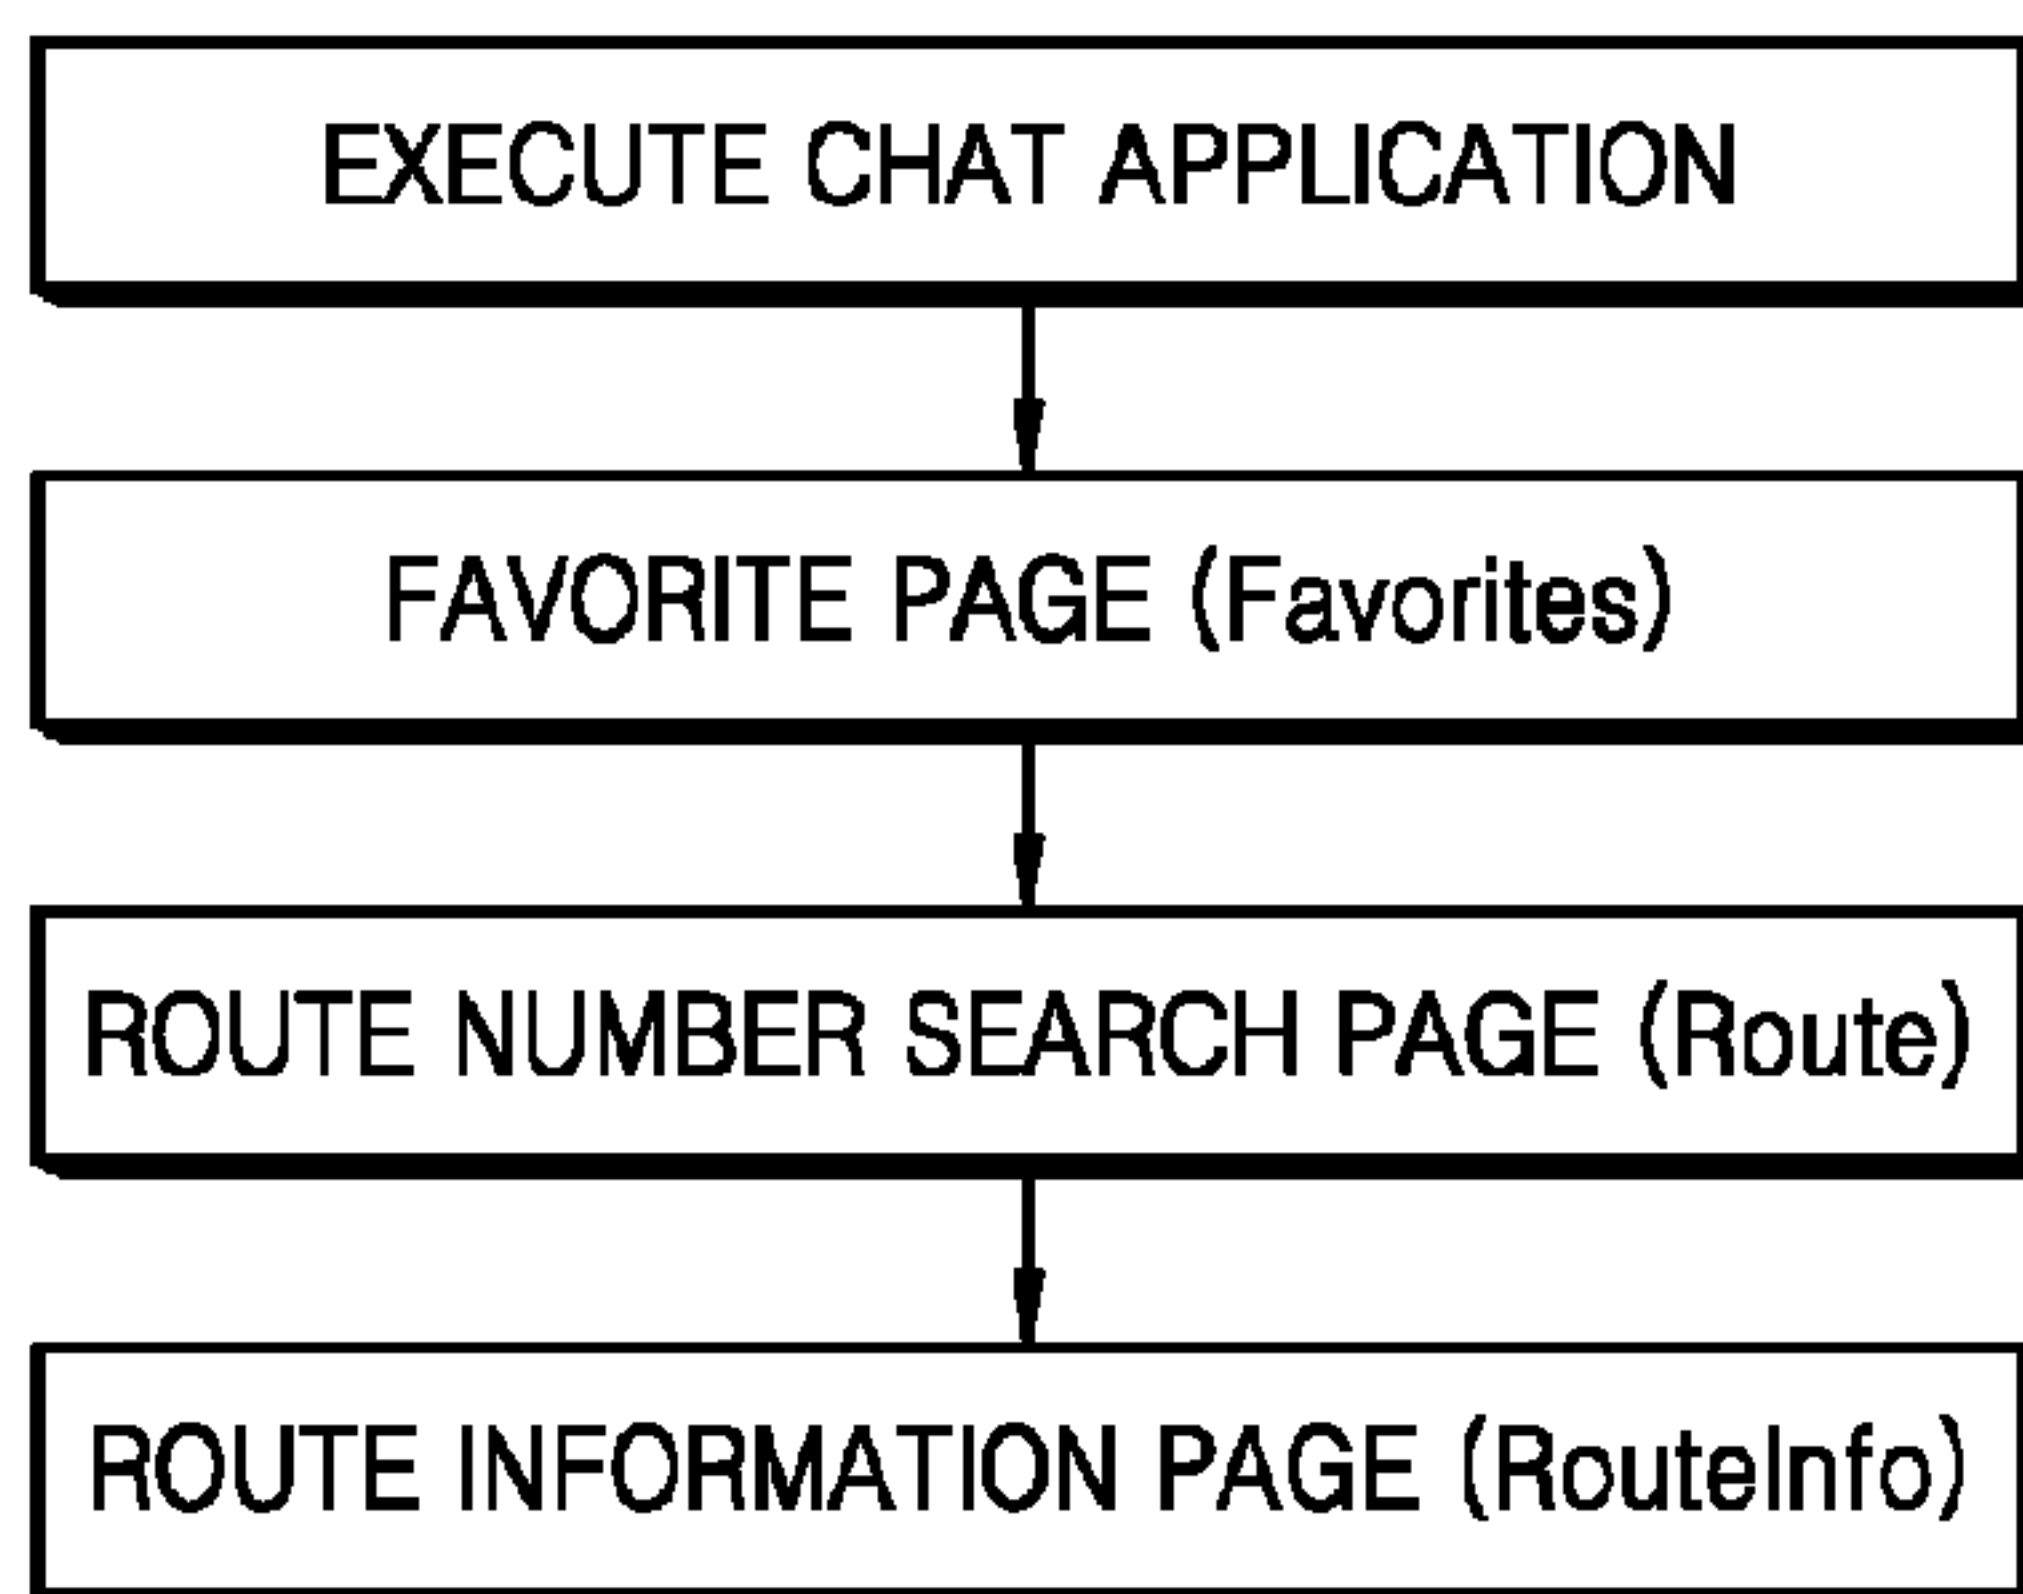 EXECUTE CHAT APPLICATION
FAVORITE PAGE (Favorites)
ROUTE NUMBER SEARCH PAGE (Route)
ROUTE INFORMATION PAGE (RouteInfo)